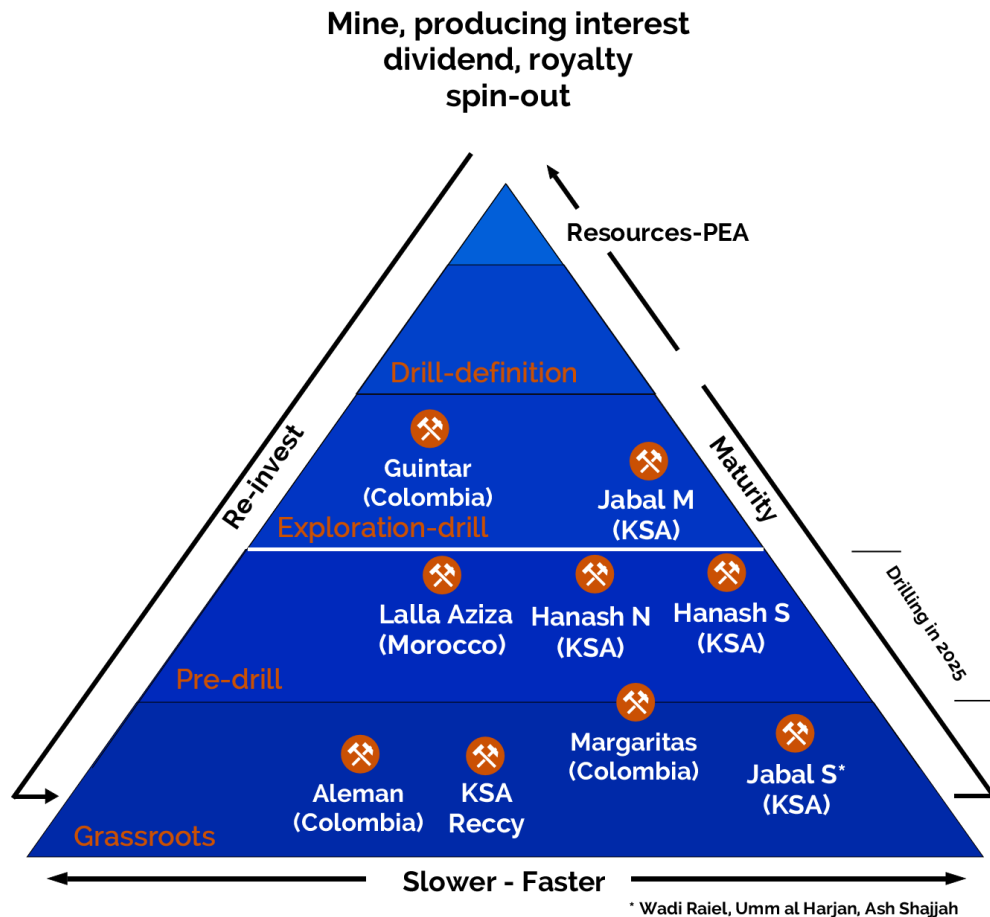 Mine, producing interest
dividend, royalty
spin-out
Resources-PEA
Re-invest
Maturity
Drill-definition
Guintar
(Colombia)
Jabal M
(KSA)
Exploration-drill
Drilling in 2025
Lalla Aziza
(Morocco)
Hanash N
(KSA)
Hanash S
(KSA)
Pre-drill
Aleman
(Colombia)
KSA
Reccy
Margaritas
(Colombia)
Jabal S*
(KSA)
Grassroots
Slower - Faster
* Wadi Raiel, Umm al Harjan, Ash Shajjah